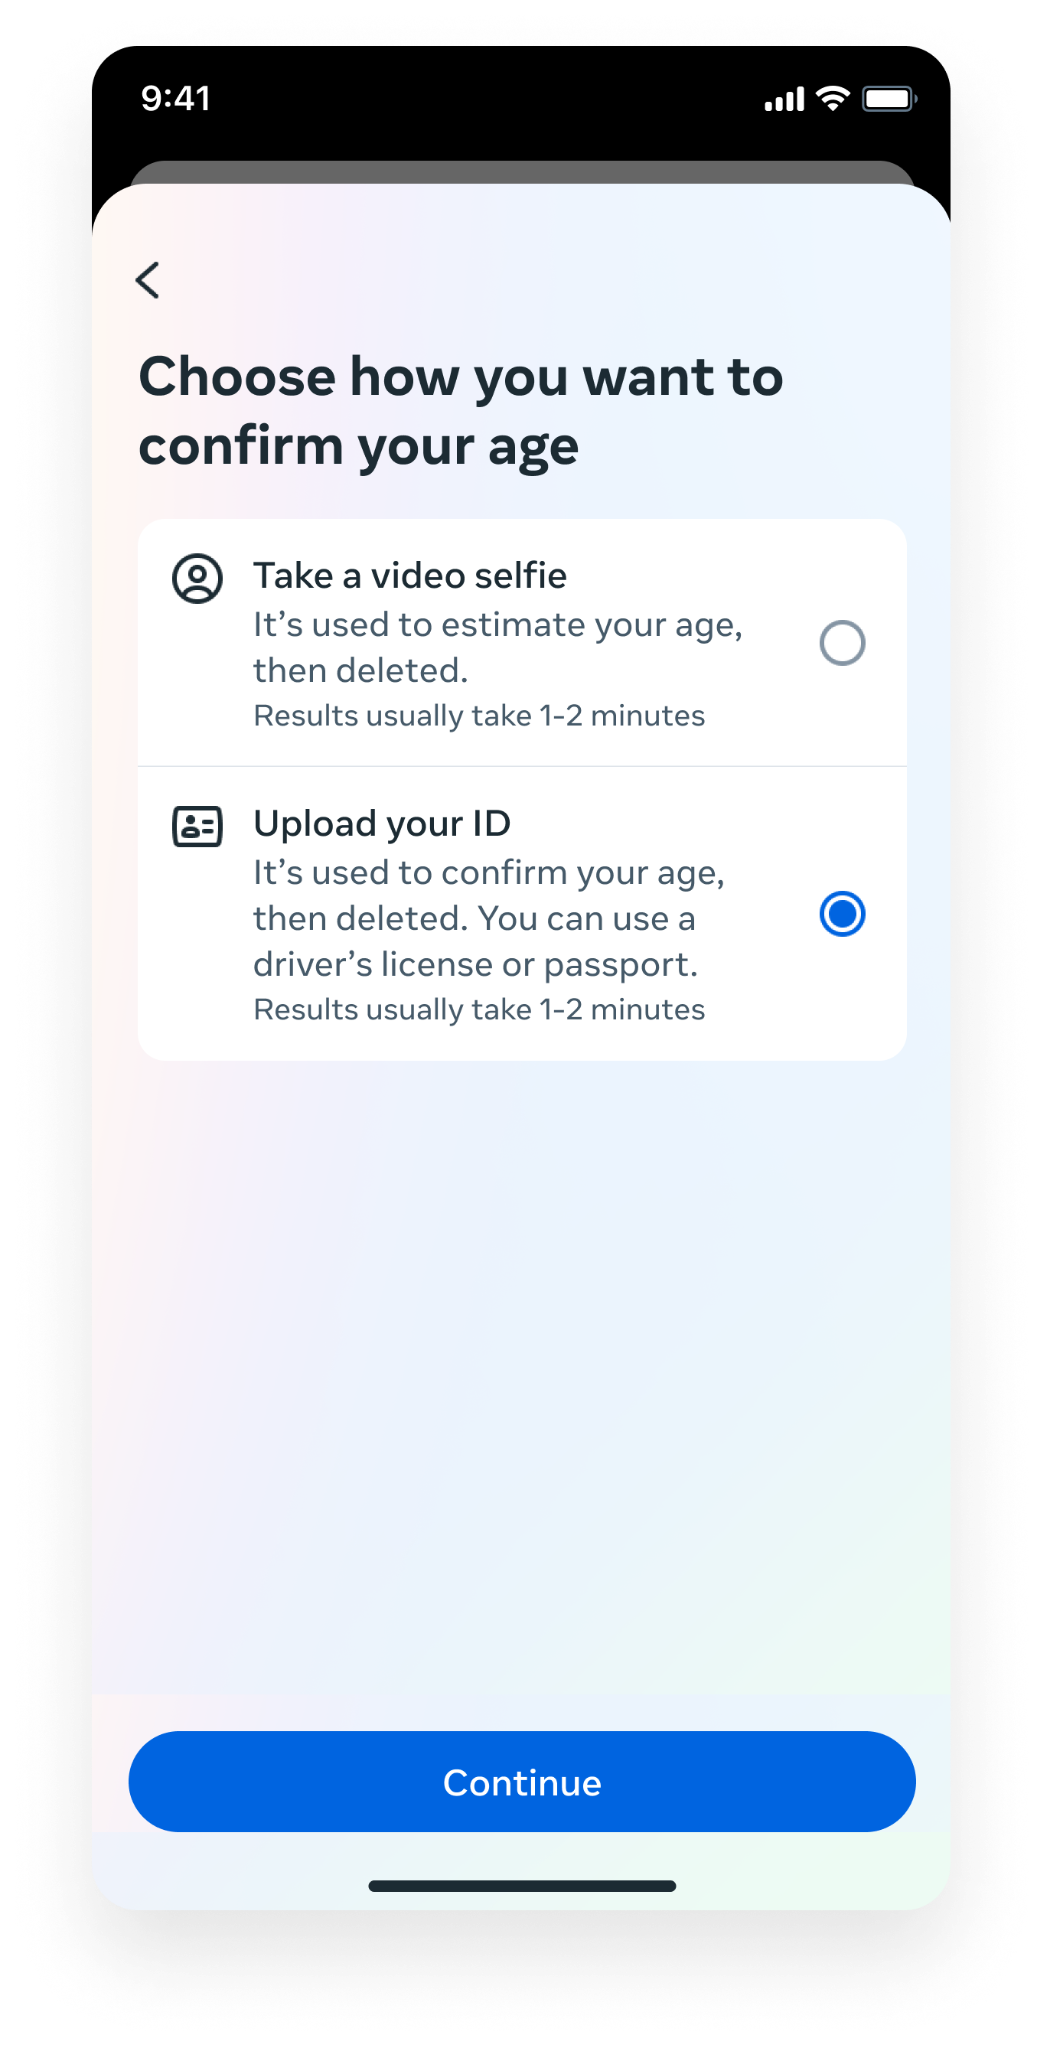 9:41
Choose how you want to
confirm your age
Take a video selfie
It’s used to estimate your age,
then deleted.
Results usually take 1-2 minutes
Upload your ID
It’s used to confirm your age,
then deleted. You can use a
driver’s license or passport.
Results usually take 1-2 minutes
Continue